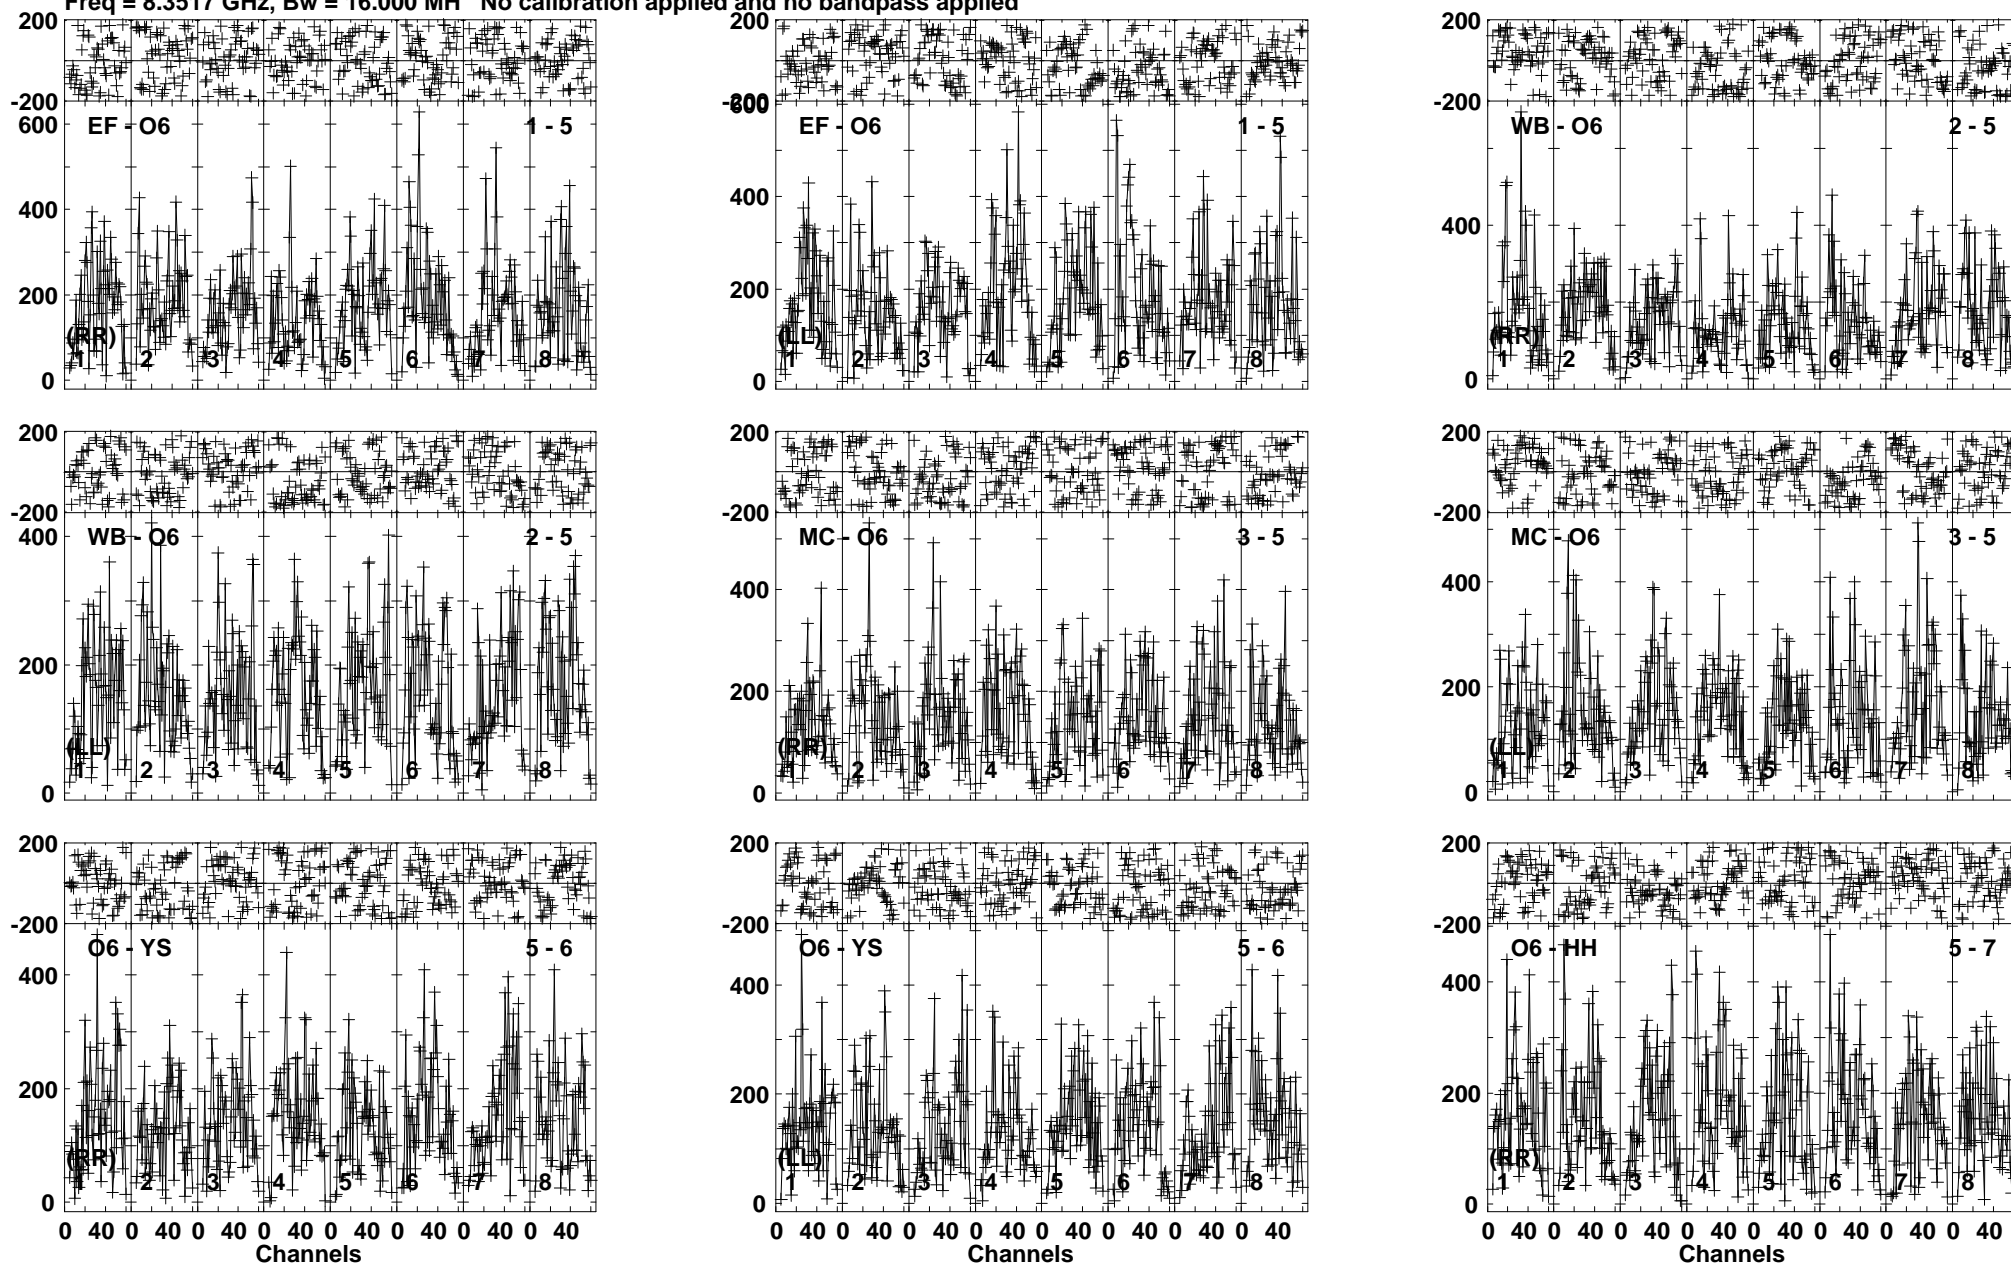 Freq = 8.3517 GHz, Bw = 16.000 MH No calibration applied and no bandpass applied
200 200 200
-200 -200 -200
600 EF - O6 1 - 5 600 EF - O6 1 - 5 WB - O6 2 - 5
400 400 400
200 200
(RR) (LL) (RR)
1 2 3 4 5 6 7 8 1 2 3 4 5 6 7 8 1 2 3 4 5 6 7 8
0 0 0
200 200 200
-200 -200 -200
400 WB - O6 2 - 5 MC - O6 3 - 5 MC - O6 3 - 5
400 400
200 200 200
(LL) (RR) (LL)
1 2 3 4 5 6 7 8 1 2 3 4 5 6 7 8 1 2 3 4 5 6 7 8
0 0 0
200 200 200
-200 -200 -200
O6 - YS 5 - 6 O6 - YS 5 - 6 O6 - HH 5 - 7
400 400 400
200 200 200
(RR) (LL) (RR)
1 2 3 4 5 6 7 8 1 2 3 4 5 6 7 8 1 2 3 4 5 6 7 8
0 0 0
0 40 0 40 0 40 0 40 0 40 0 40 0 40 0 40 0 40 0 40 0 40 0 40 0 40 0 40 0 40 0 40 0 40 0 40 0 40 0 40 0 40 0 40 0 40 0 40
Channels Channels Channels